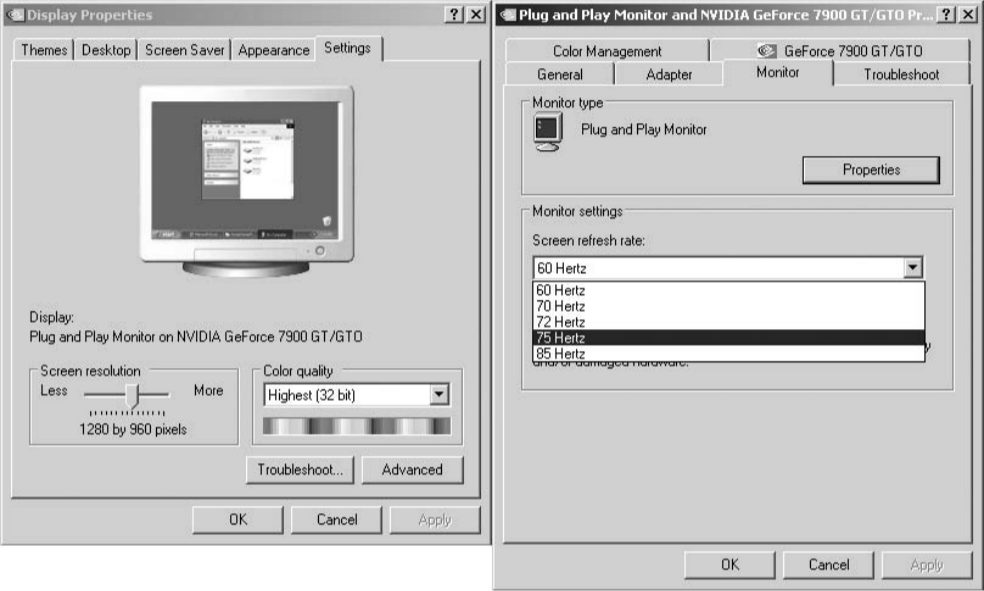 Display Properties
Themes Desktop Screen Saver Appearance Settings
Display:
Plug and Play Monitor on NVIDIA GeForce 7900 GT/GTO
Screen resolution
Less More
1280 by 960 pixels
Color quality
Highest (32 bit)
Troubleshoot... Advanced
OK Cancel Apply
Plug and Play Monitor and NVIDIA GeForce 7900 GT/GTO Pr...
Color Management GeForce 7900 GT/GTO
General Adapter Monitor Troubleshoot
Monitor type
Plug and Play Monitor
Properties
Monitor settings
Screen refresh rate:
60 Hertz
60 Hertz
70 Hertz
72 Hertz
75 Hertz
85 Hertz
and/or damaged hardware.
OK Cancel Apply